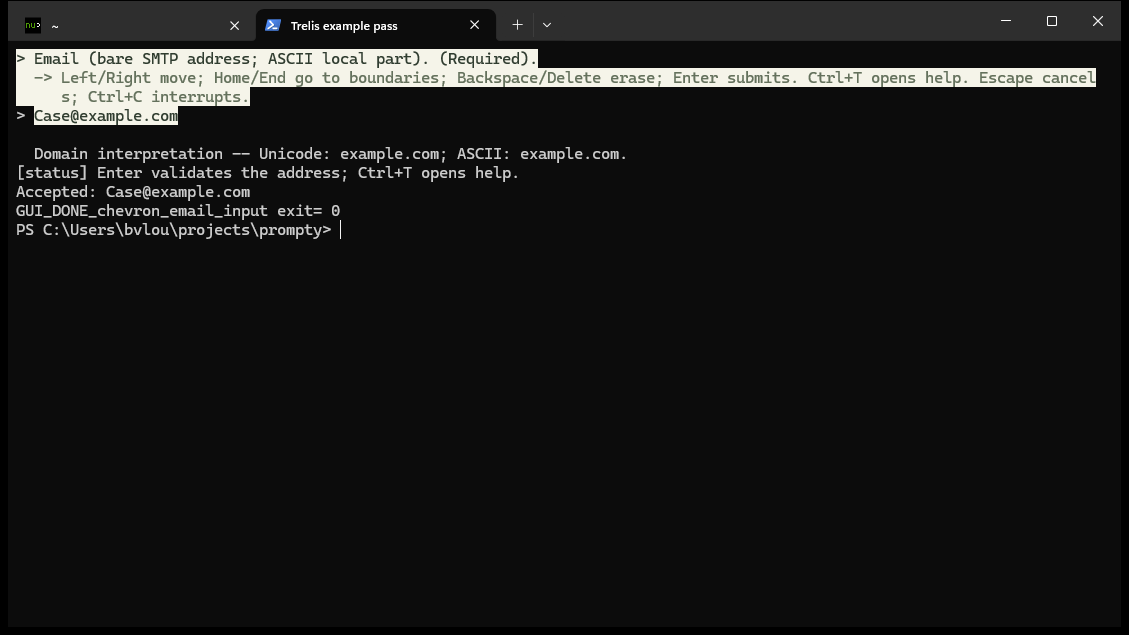 nu>
~
Trelis example pass
> Email (bare SMTP address; ASCII local part). (Required).
-> Left/Right move; Home/End go to boundaries; Backspace/Delete erase; Enter submits. Ctrl+T opens help. Escape cancel
s; Ctrl+C interrupts.
> Case@example.com
Domain interpretation -- Unicode: example.com; ASCII: example.com.
[status] Enter validates the address; Ctrl+T opens help.
Accepted: Case@example.com
GUI_DONE_chevron_email_input exit= 0
PS C:\Users\bvlou\projects\prompty>